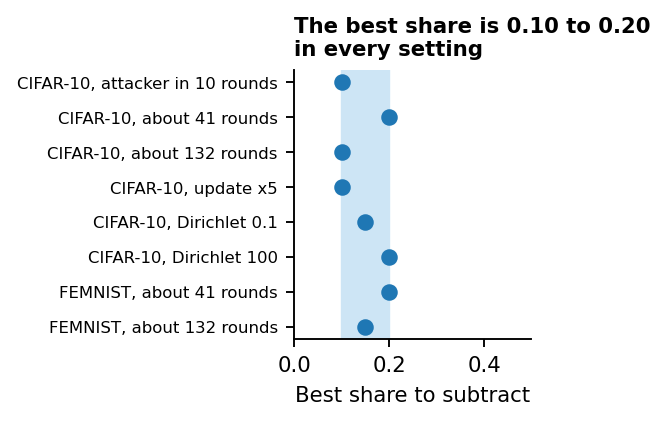 The best share is 0.10 to 0.20
in every setting
CIFAR-10, attacker in 10 rounds
CIFAR-10, about 41 rounds
CIFAR-10, about 132 rounds
CIFAR-10, update x5
CIFAR-10, Dirichlet 0.1
CIFAR-10, Dirichlet 100
FEMNIST, about 41 rounds
FEMNIST, about 132 rounds
0.0 0.2 0.4
Best share to subtract